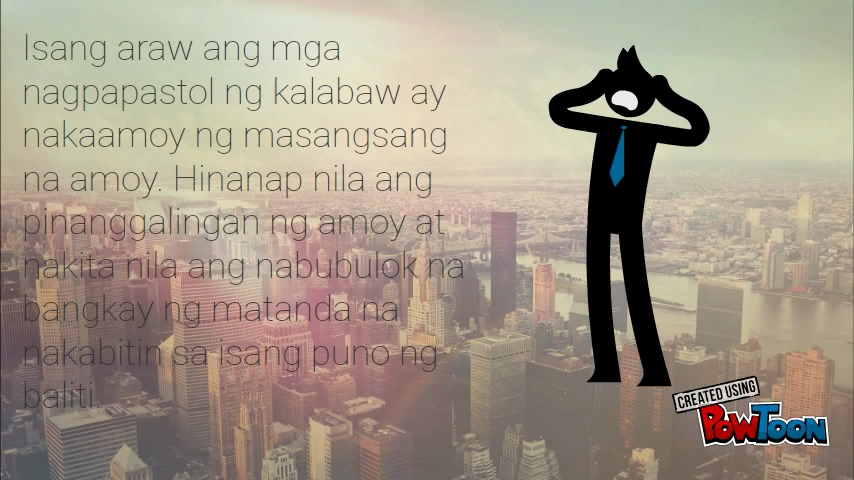 Isang araw ang mga
nagpapastol ng kalabaw ay
nakaamoy ng masangsang
na amoy. Hinanap nila ang
pinanggalingan ng amoy at
nakita nila ang nabubulok na
bangkay ng matanda na
nakabitin sa isang puno ng
baliti
CREATED USING
POWTOON